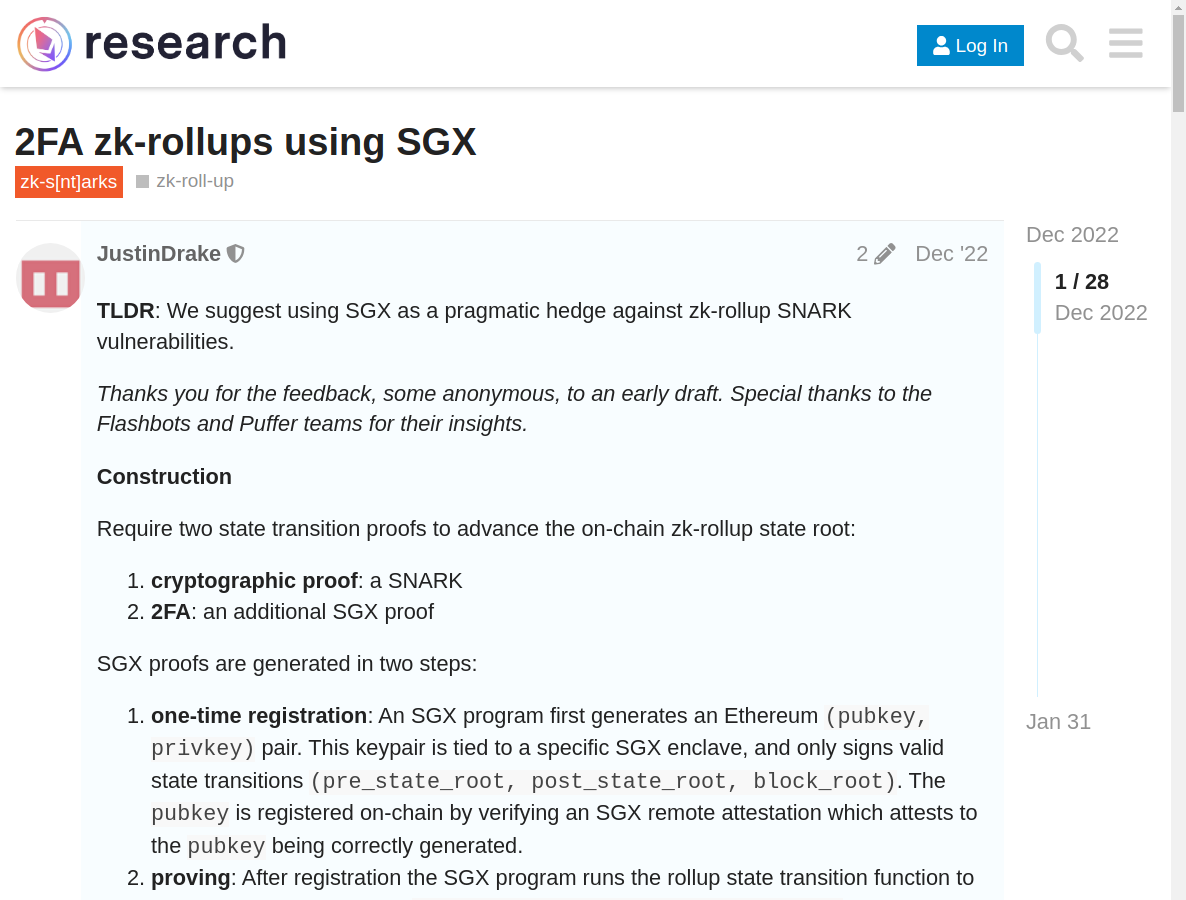 research
Log In
2FA zk-rollups using SGX
zk-s[nt]arks
zk-roll-up
JustinDrake
2
Dec '22
Dec 2022
1 / 28
Dec 2022
TLDR: We suggest using SGX as a pragmatic hedge against zk-rollup SNARK
vulnerabilities.
Thanks you for the feedback, some anonymous, to an early draft. Special thanks to the
Flashbots and Puffer teams for their insights.
Construction
Require two state transition proofs to advance the on-chain zk-rollup state root:
1. cryptographic proof: a SNARK
2. 2FA: an additional SGX proof
SGX proofs are generated in two steps:
1. one-time registration: An SGX program first generates an Ethereum (pubkey,
privkey) pair. This keypair is tied to a specific SGX enclave, and only signs valid
state transitions (pre_state_root, post_state_root, block_root). The
pubkey is registered on-chain by verifying an SGX remote attestation which attests to
the pubkey being correctly generated.
2. proving: After registration the SGX program runs the rollup state transition function to
Jan 31